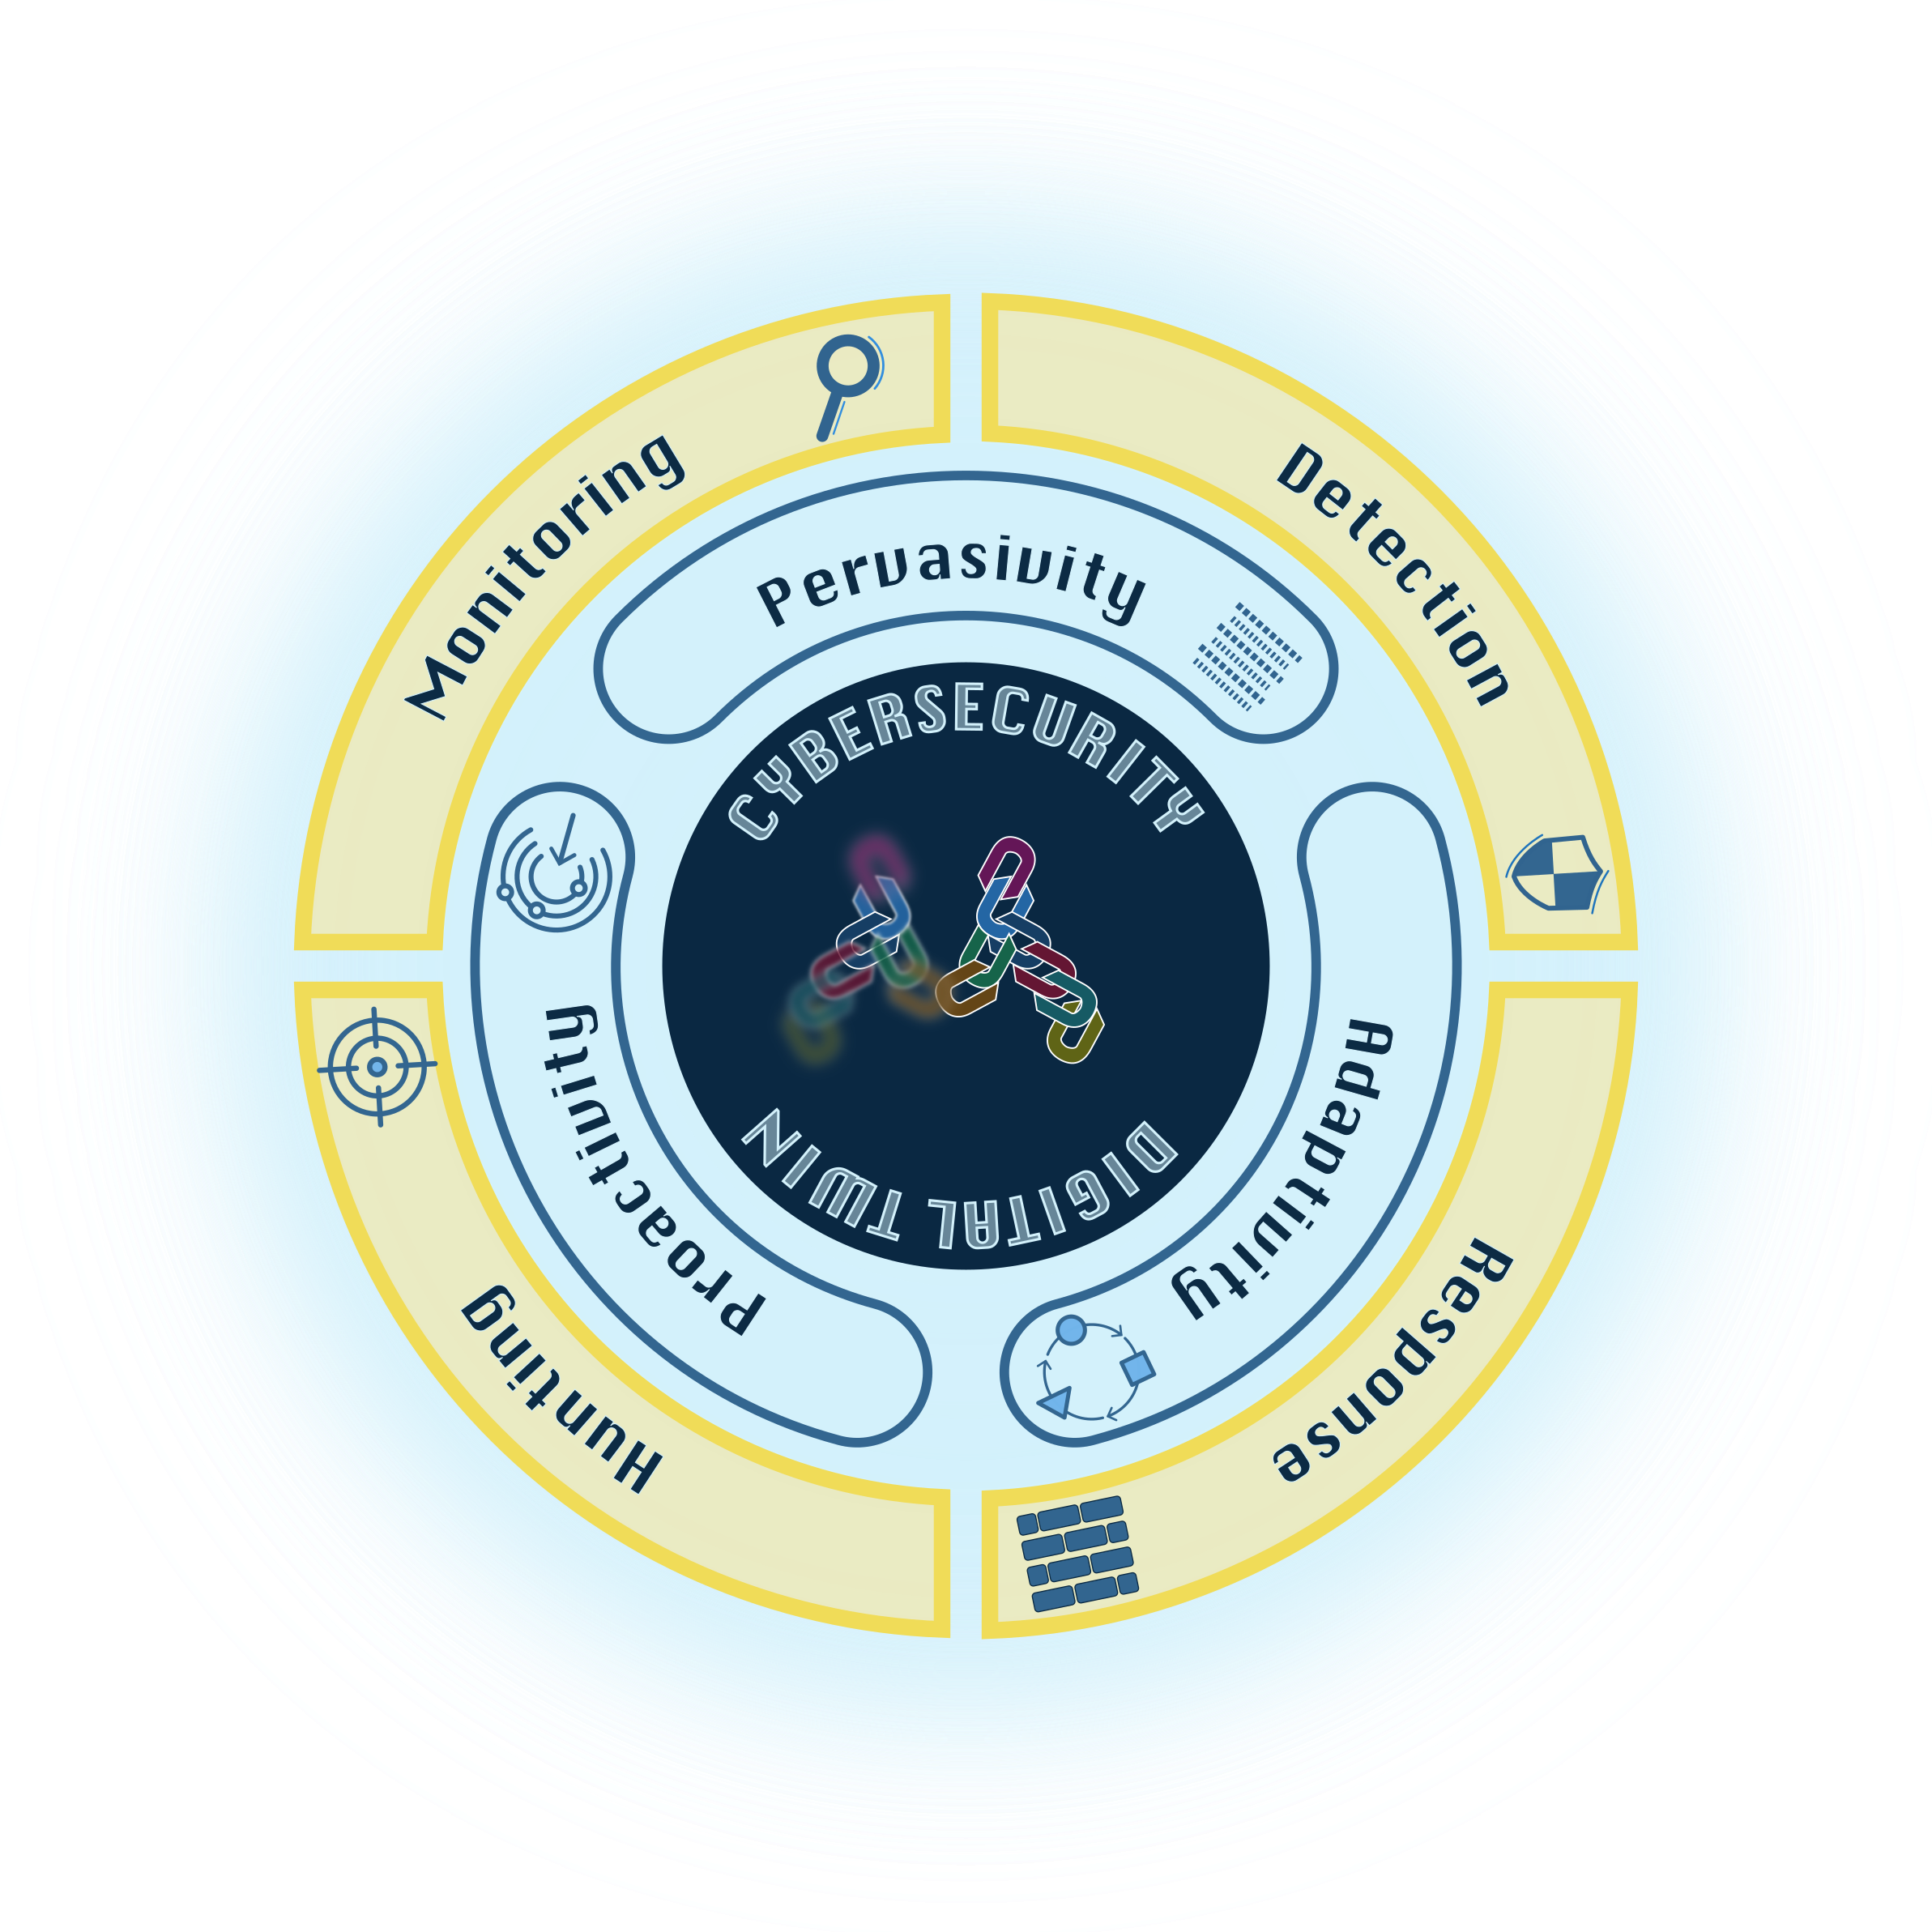 Monitoring
Detection
Response
Hunting
Pervasivity
Adaptivity
Proactivity
CYBERSECURITY
DIGITAL TWIN